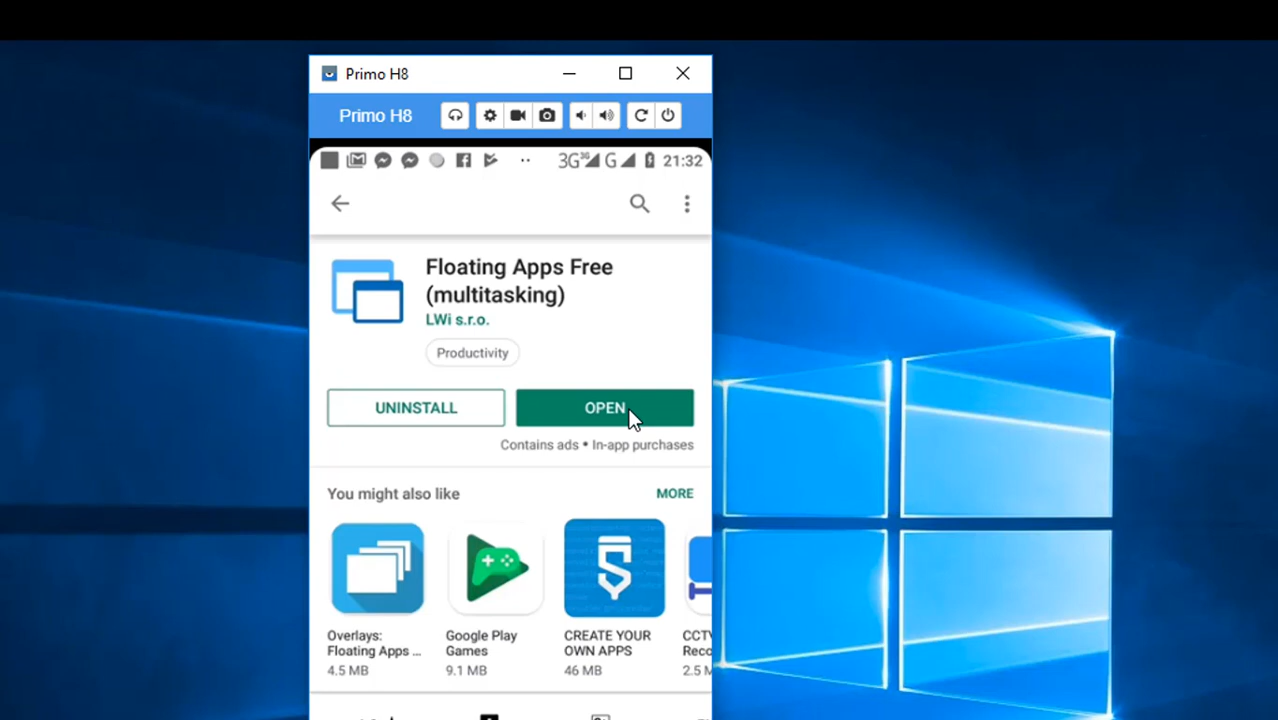 Primo H8
Primo H8
3G 3G G 21:32
Floating Apps Free
(multitasking)
LWi s.r.o.
Productivity
UNINSTALL
OPEN
Contains ads • In-app purchases
You might also like
MORE
Overlays:
Floating Apps ...
4.5 MB
Google Play
Games
9.1 MB
CREATE YOUR
OWN APPS
46 MB
CCTV
Reco
2.5 M